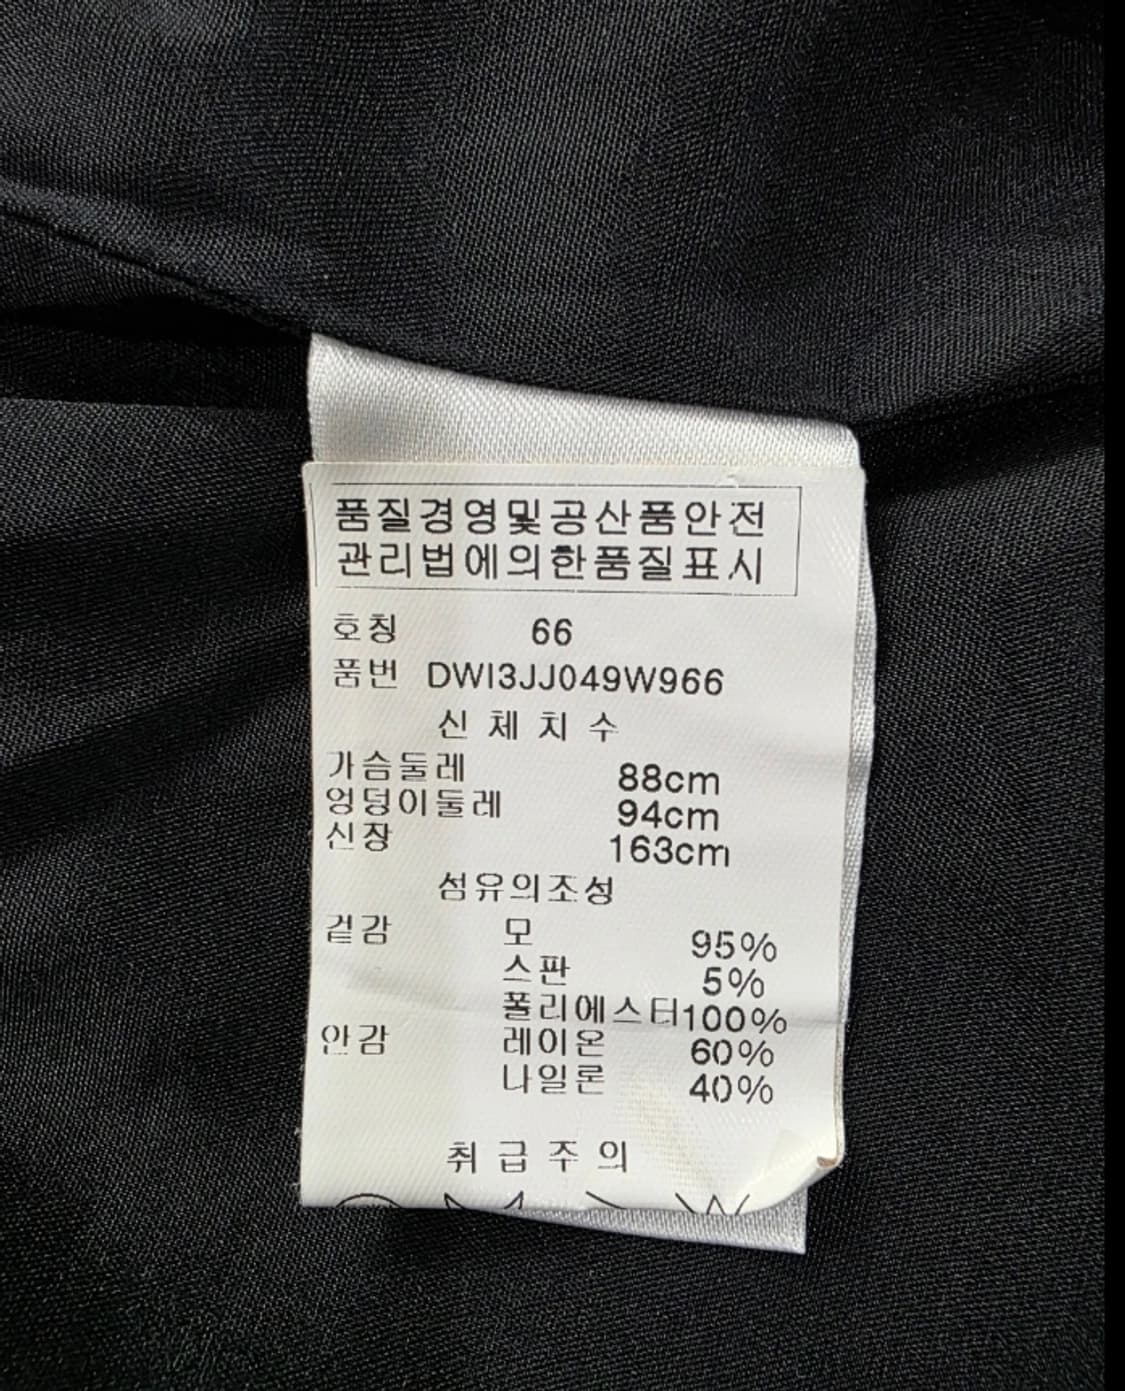 품질경영및공산품안전
관리법에의한품질표시
호칭 66
품번 DWI3JJ049W966
신체치수
가슴둘레 88cm
엉덩이둘레 94cm
신장 163cm
섬유의조성
겉감 모 95%
스판 5%
폴리에스터100%
안감 레이온 60%
나일론 40%
취급주의